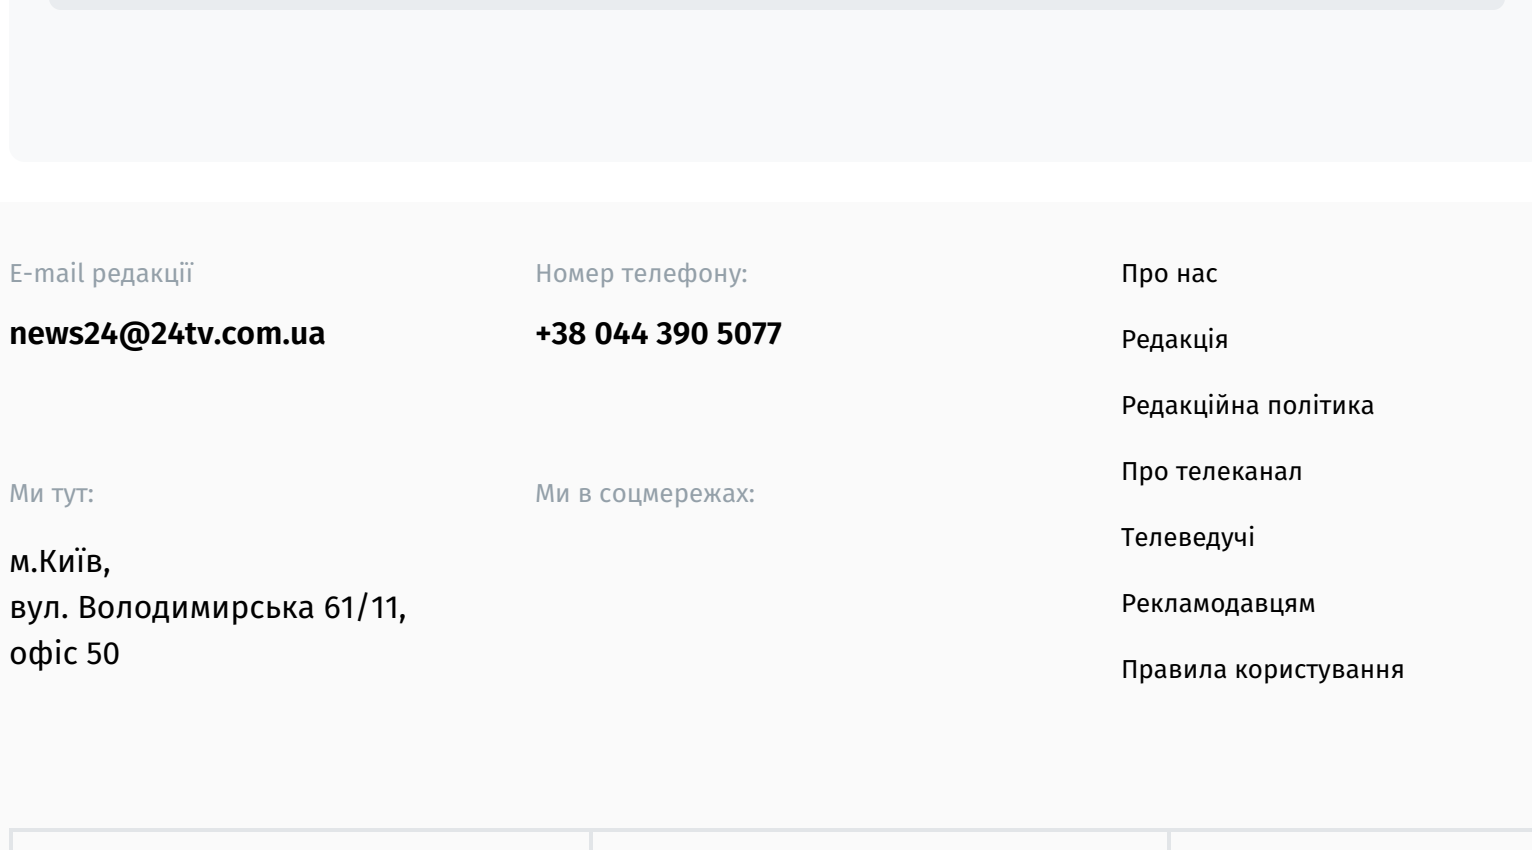 E-mail редакції
news24@24tv.com.ua
Номер телефону:
+38 044 390 5077
Ми тут:
м.Київ,
вул. Володимирська 61/11,
офіс 50
Ми в соцмережах:
Про нас
Редакція
Редакційна політика
Про телеканал
Телеведучі
Рекламодавцям
Правила користування